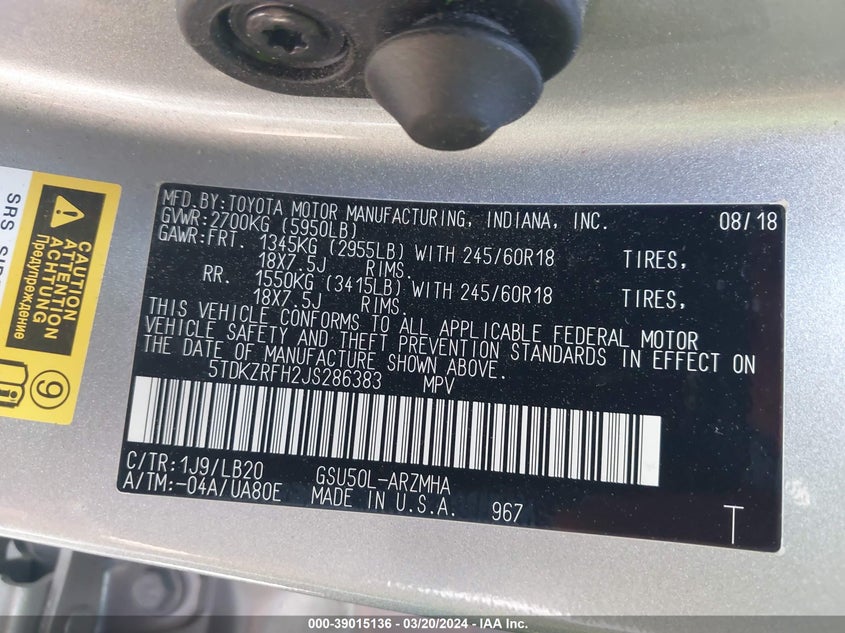 MFD.BY:TOYOTA MOTOR MANUFACTURING, INDIANA, INC. 08/18
GVWR:2700KG (5950LB)
GAWR:FRT. 1345KG (2955LB) WITH 245/60R18 TIRES,
18X7.5J RIMS.
RR. 1550KG (3415LB) WITH 245/60R18 TIRES,
18X7.5J RIMS.
THIS VEHICLE CONFORMS TO ALL APPLICABLE FEDERAL MOTOR
VEHICLE SAFETY AND THEFT PREVENTION STANDARDS IN EFFECT ON
THE DATE OF MANUFACTURE SHOWN ABOVE.
5TDKZRFH2JS286383 MPV
C/TR:1J9/LB20 GSU50L-ARZMHA
A/TM:-04A/UA80E MADE IN U.S.A. 967 T
CAUTION
ATTENTION
ACHTUNG
Предупреждение
SRS
9
000-39015136 - 03/20/2024 - IAA Inc.